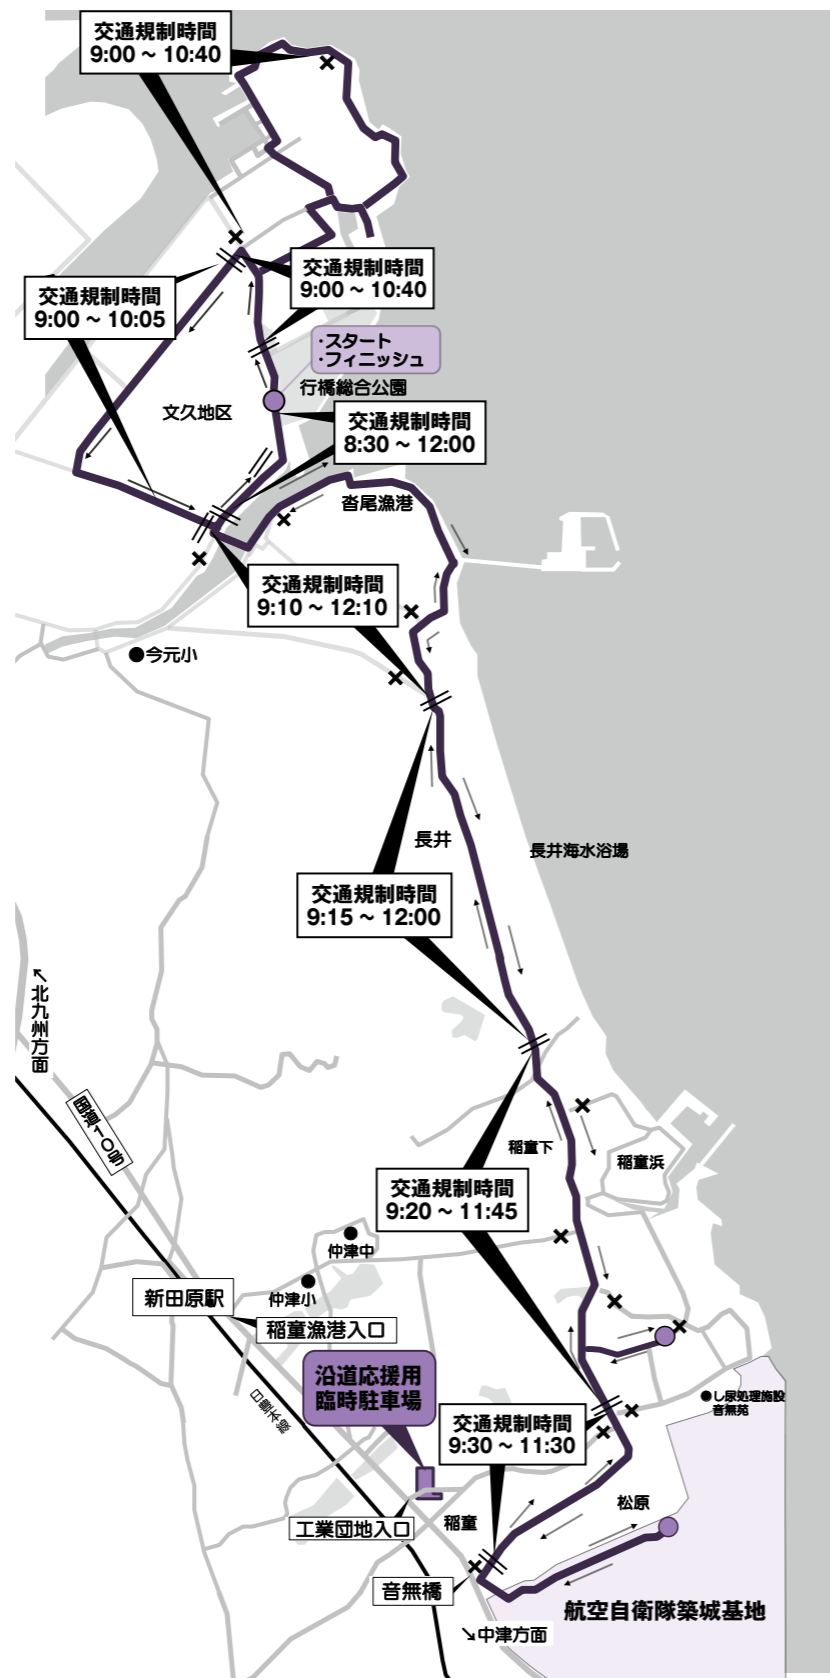 交通規制時間
9:00 ~ 10:40
交通規制時間
9:00 ~ 10:40
交通規制時間
9:00 ~ 10:05
・スタート
・フィニッシュ
行橋総合公園
文久地区
交通規制時間
8:30 ~ 12:00
沓尾漁港
交通規制時間
9:10 ~ 12:10
●今元小
長井
長井海水浴場
交通規制時間
9:15 ~ 12:00
↖北九州方面
国道10号
稲童下
稲童浜
交通規制時間
9:20 ~ 11:45
仲津中
仲津小
新田原駅
稲童漁港入口
沿道応援用
臨時駐車場
日豊本線
●し尿処理施設
音無苑
交通規制時間
9:30 ~ 11:30
松原
稲童
工業団地入口
音無橋
航空自衛隊築城基地
↘中津方面